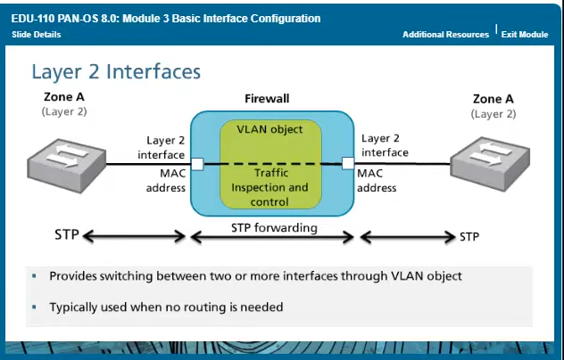 EDU-110 PAN-OS 8.0: Module 3 Basic Interface Configuration
Slide Details
Additional Resources | Exit Module
Layer 2 Interfaces
Zone A
(Layer 2)
Firewall
Zone A
(Layer 2)
VLAN object
Layer 2
interface
Layer 2
interface
MAC
address
Traffic
Inspection and
control
MAC
address
STP
STP forwarding
STP
Provides switching between two or more interfaces through VLAN object
Typically used when no routing is needed